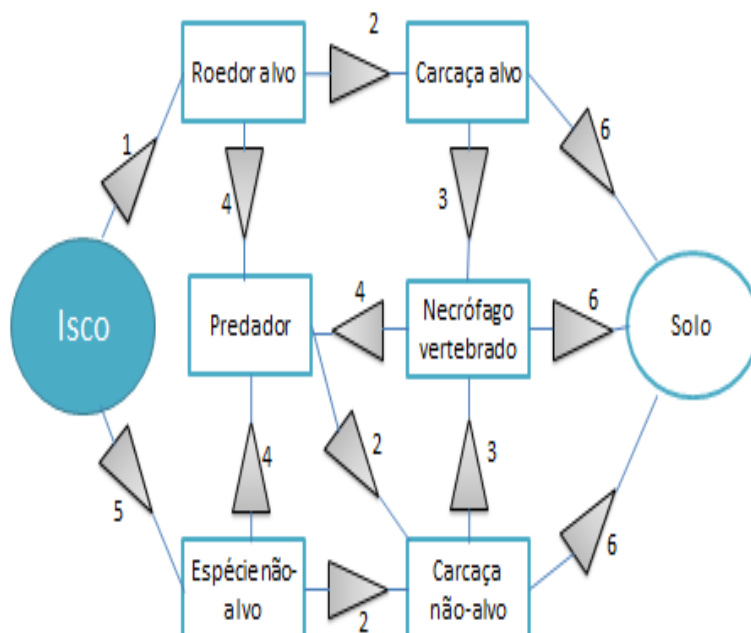 2
Roedor alvo
Carcaça alvo
1
6
4
3
Isco
Predador
4
Necrófago
vertebrado
6
Solo
5
4
2
3
6
Espécie não-
alvo
2
Carcaça
não-alvo